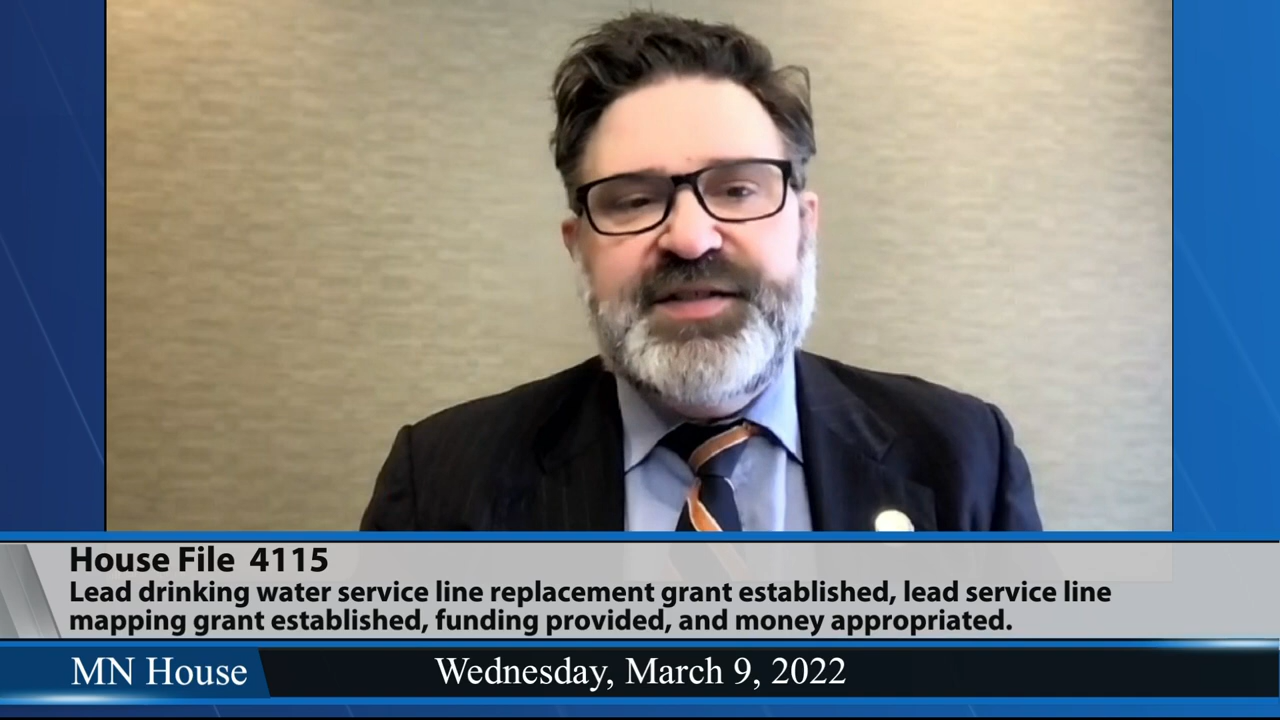 House File 4115
Lead drinking water service line replacement grant established, lead service line
mapping grant established, funding provided, and money appropriated.
MN House
Wednesday, March 9, 2022